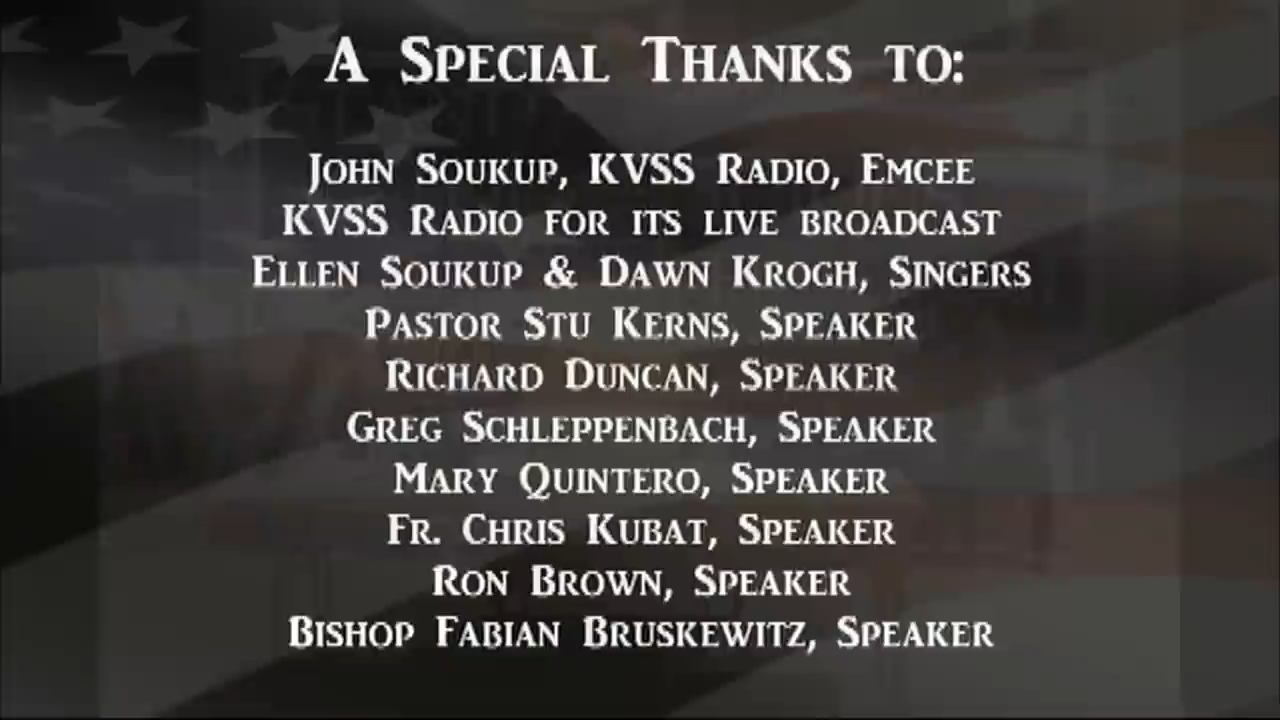 A Special Thanks to:
John Soukup, KVSS Radio, Emcee
KVSS Radio for its live broadcast
Ellen Soukup & Dawn Krogh, Singers
Pastor Stu Kerns, Speaker
Richard Duncan, Speaker
Greg Schleppenbach, Speaker
Mary Quintero, Speaker
Fr. Chris Kubat, Speaker
Ron Brown, Speaker
Bishop Fabian Bruskewitz, Speaker